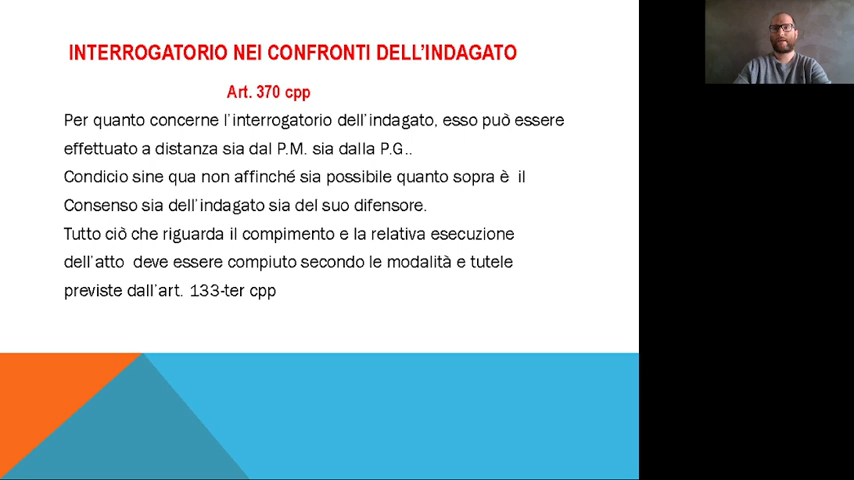 INTERROGATORIO NEI CONFRONTI DELL'INDAGATO
Art. 370 cpp
Per quanto concerne l'interrogatorio dell'indagato, esso può essere
effettuato a distanza sia dal P.M. sia dalla P.G..
Condicio sine qua non affinché sia possibile quanto sopra è il
Consenso sia dell'indagato sia del suo difensore.
Tutto ciò che riguarda il compimento e la relativa esecuzione
dell'atto deve essere compiuto secondo le modalità e tutele
previste dall'art. 133-ter cpp